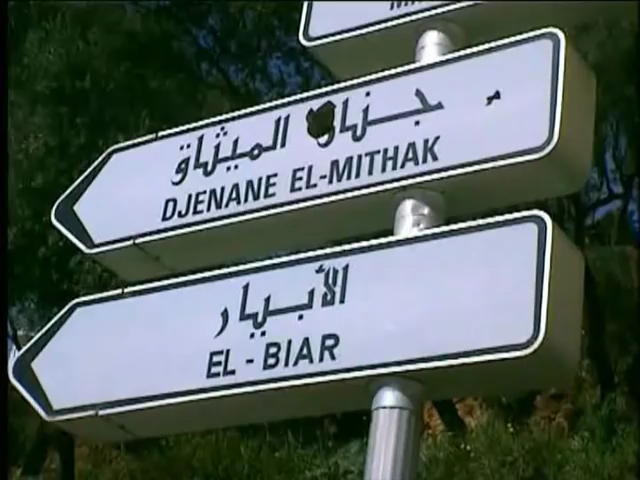 جنان الميثاق
DJENANE EL-MITHAK
الأبيار
EL - BIAR